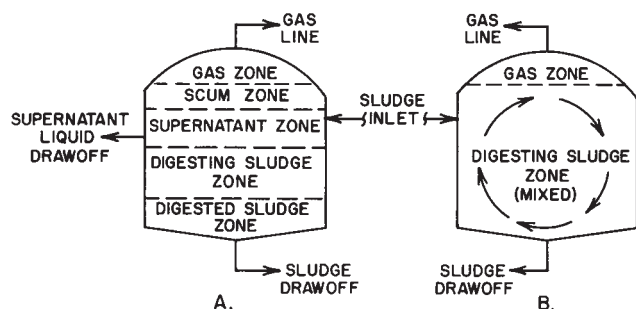 GAS
LINE
GAS ZONE
SCUM ZONE
SUPERNATANT ZONE
DIGESTING SLUDGE
ZONE
DIGESTED SLUDGE
ZONE
SUPERNATANT
LIQUID
DRAWOFF
SLUDGE
DRAWOFF
A.
SLUDGE
INLET
GAS
LINE
GAS ZONE
DIGESTING SLUDGE
ZONE
(MIXED)
SLUDGE
DRAWOFF
B.